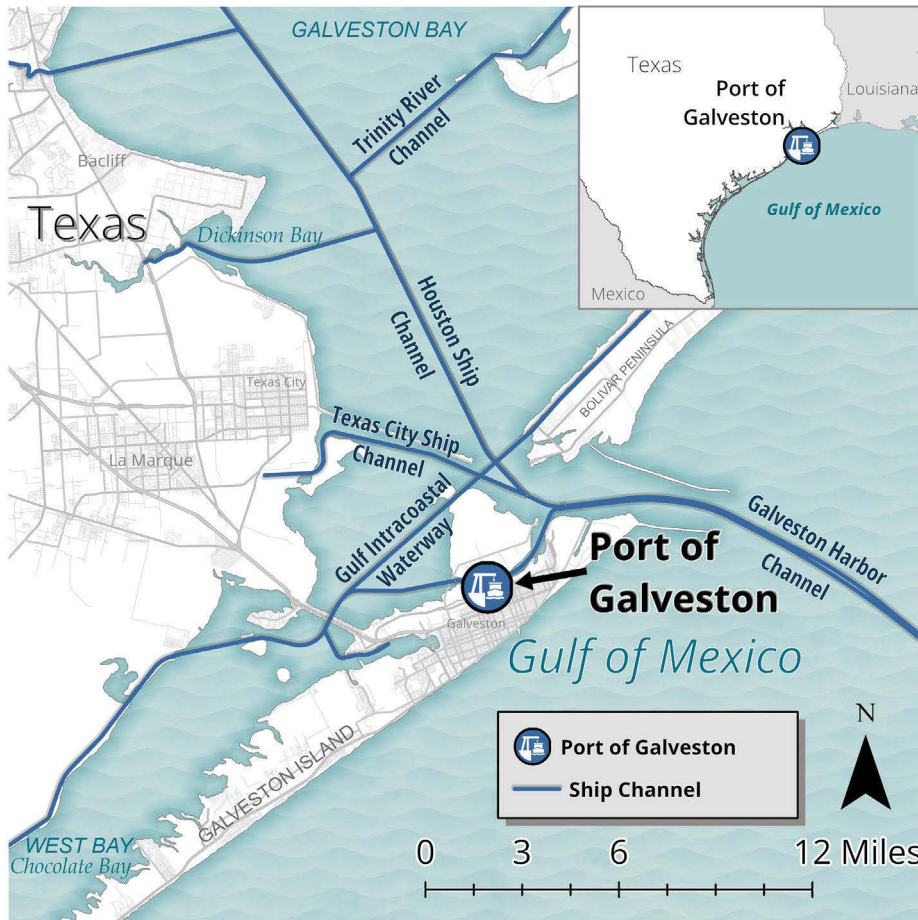 GALVESTON BAY
Texas
Louisiana
Port of
Galveston
Gulf of Mexico
Mexico
Trinity River
Channel
Bacliff
Texas
Dickinson Bay
Houston Ship
Channel
BOLIVAR PENINSULA
Texas City
Texas City Ship
Channel
La Marque
Gulf Intracoastal
Waterway
Galveston Harbor
Channel
Port of
Galveston
Galveston
Gulf of Mexico
GALVESTON ISLAND
WEST BAY
Chocolate Bay
Port of Galveston
Ship Channel
N
0 3 6 12 Miles